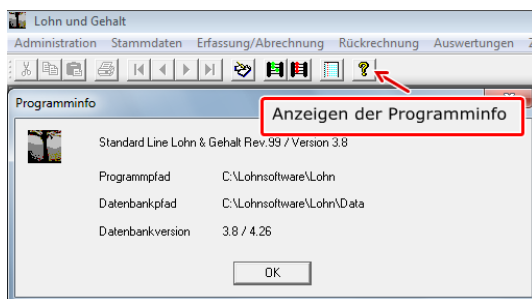 Lohn und Gehalt
Administration Stammdaten Erfassung/Abrechnung Rückrechnung Auswertungen
Programminfo
Anzeigen der Programminfo
Standard Line Lohn & Gehalt Rev.99 / Version 3.8
Programmpfad C:\Lohnsoftware\Lohn
Datenbankpfad C:\Lohnsoftware\Lohn\Data
Datenbankversion 3.8 / 4.26
OK